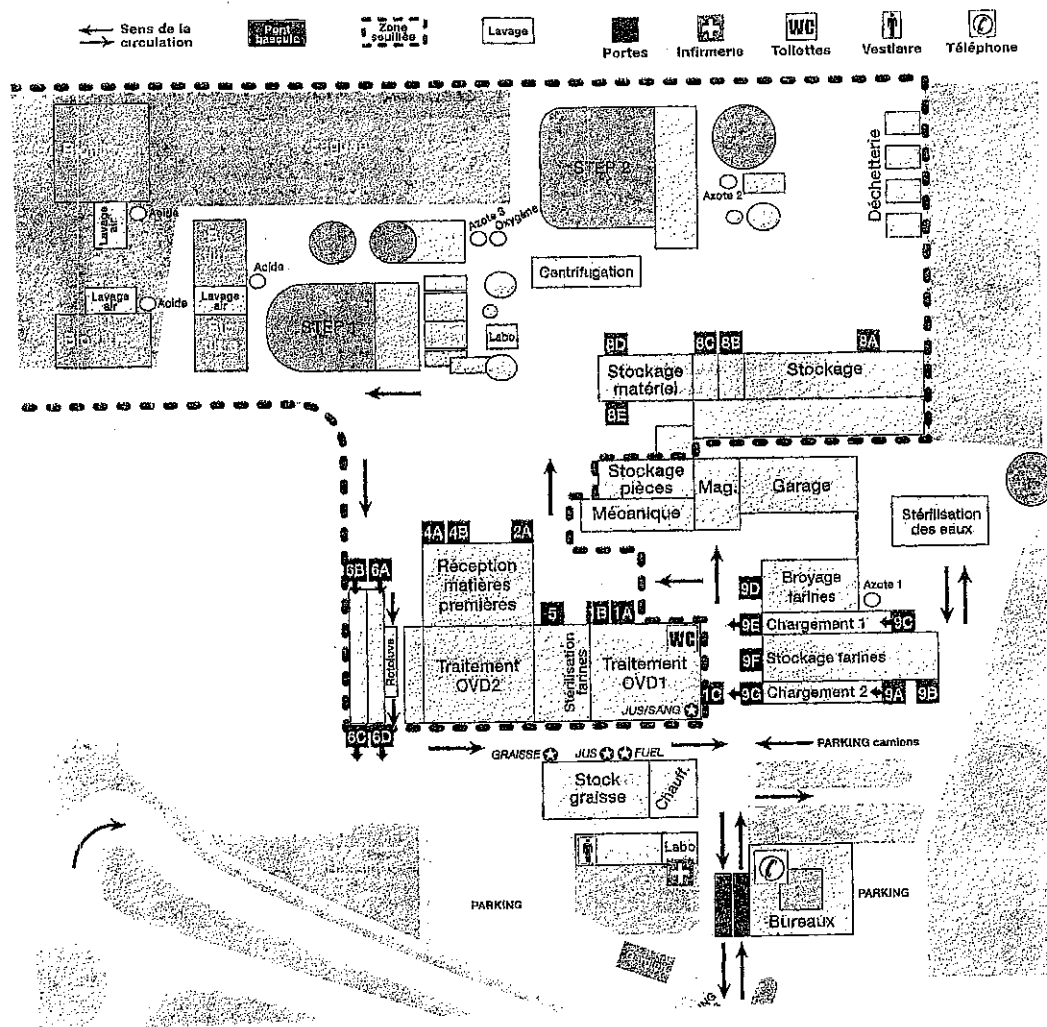 Sens de la
circulation
Pont
bascule
Zone
souillée
Lavage
Portes
Infirmerie
WC
Toilettes
Vestiaire
Téléphone
Acide
Lavage
air
Lavage
air
Acide
Lavage
air
Acide
STEP 1
Azote 3
Oxygène
Labo.
Centrifugation
STEP 2
Azote 2
Déchetterie
8D
8C
8B
8A
Stockage
matériel
Stockage
8E
Stockage
pièces
Mag.
Garage
Mécanique
Stérilisation
des eaux
4A
4B
2A
Réception
matières
premières
6B
6A
5
1B
1A
WC
Rotoluve
Traitement
OVD2
Stérilisation
farines
Traitement
OVD1
JUS/SANG
1C
9D
Broyage
farines
Azote 1
9E
Chargement 1
9C
9F
Stockage farines
9G
Chargement 2
9A
9B
6C
6D
GRAISSE
JUS
FUEL
PARKING camions
Stock
graisse
Chauff.
Labo
PARKING
Bureaux
PARKING